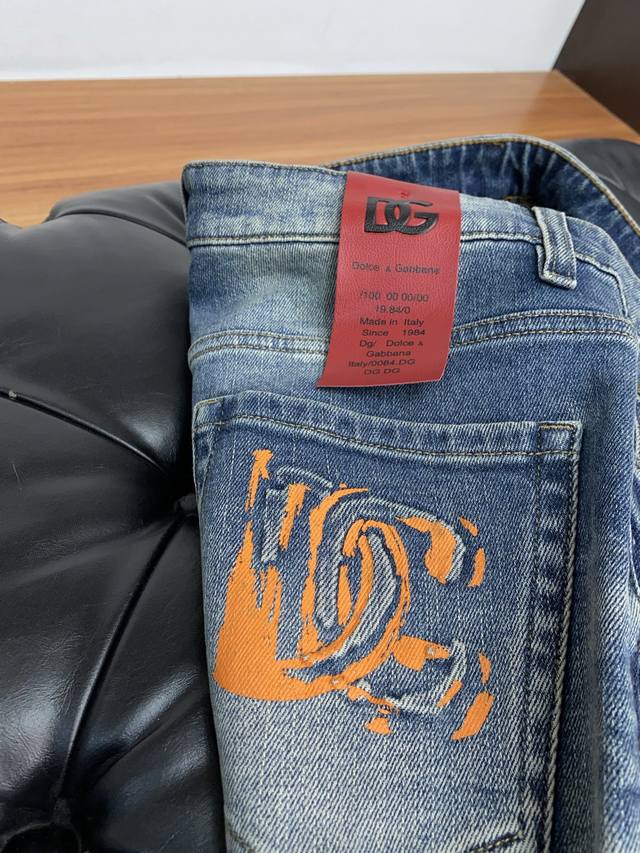 DG
Dolce & Gabbana
/100 00 00/00
19.84/0
Made in Italy
Since 1984
Dg/ Dolce &
Gabbana
Italy/0084.DG
DG.DG
DG